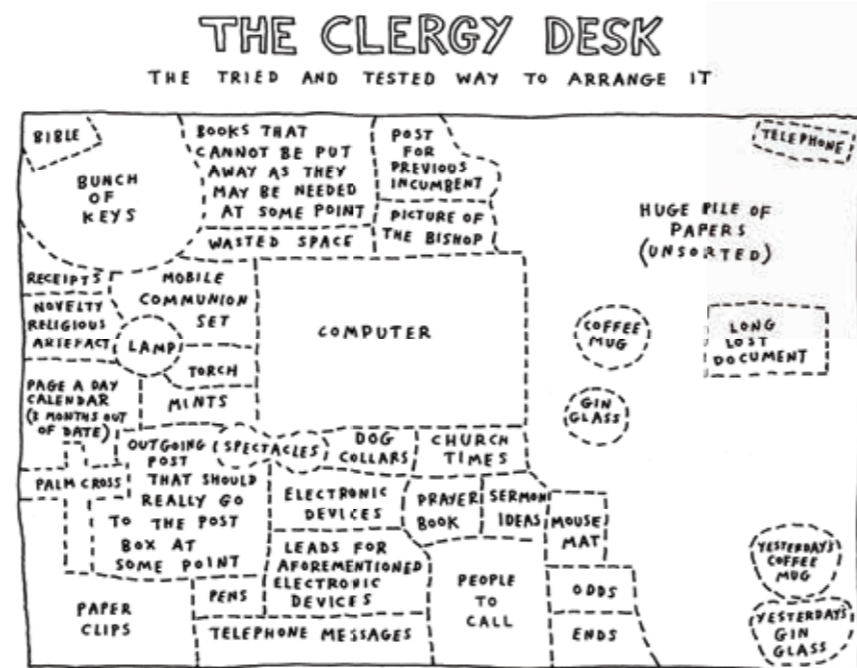 THE CLERGY DESK
THE TRIED AND TESTED WAY TO ARRANGE IT
BIBLE
BUNCH
OF
KEYS
BOOKS THAT
CANNOT BE PUT
AWAY AS THEY
MAY BE NEEDED
AT SOME POINT
WASTED SPACE
POST
FOR
PREVIOUS
INCUMBENT
PICTURE OF
THE BISHOP
TELEPHONE
HUGE PILE OF
PAPERS
(UNSORTED)
RECEIPTS
NOVELTY
RELIGIOUS
ARTEFACT
MOBILE
COMMUNION
SET
LAMP
TORCH
MINTS
COMPUTER
COFFEE
MUG
LONG
LOST
DOCUMENT
GIN
GLASS
PAGE A DAY
CALENDAR
(2 MONTHS OUT
OF DATE)
OUTGOING
POST
THAT SHOULD
REALLY GO
TO THE POST
BOX AT
SOME POINT
SPECTACLES
DOG
COLLARS
CHURCH
TIMES
PALM CROSS
ELECTRONIC
DEVICES
PRAYER
BOOK
SERMON
IDEAS
MOUSE
MAT
LEADS FOR
AFOREMENTIONED
ELECTRONIC
DEVICES
PEOPLE
TO
CALL
YESTERDAY'S
COFFEE
MUG
PAPER
CLIPS
PENS
TELEPHONE MESSAGES
ODDS
ENDS
YESTERDAY'S
GIN
GLASS